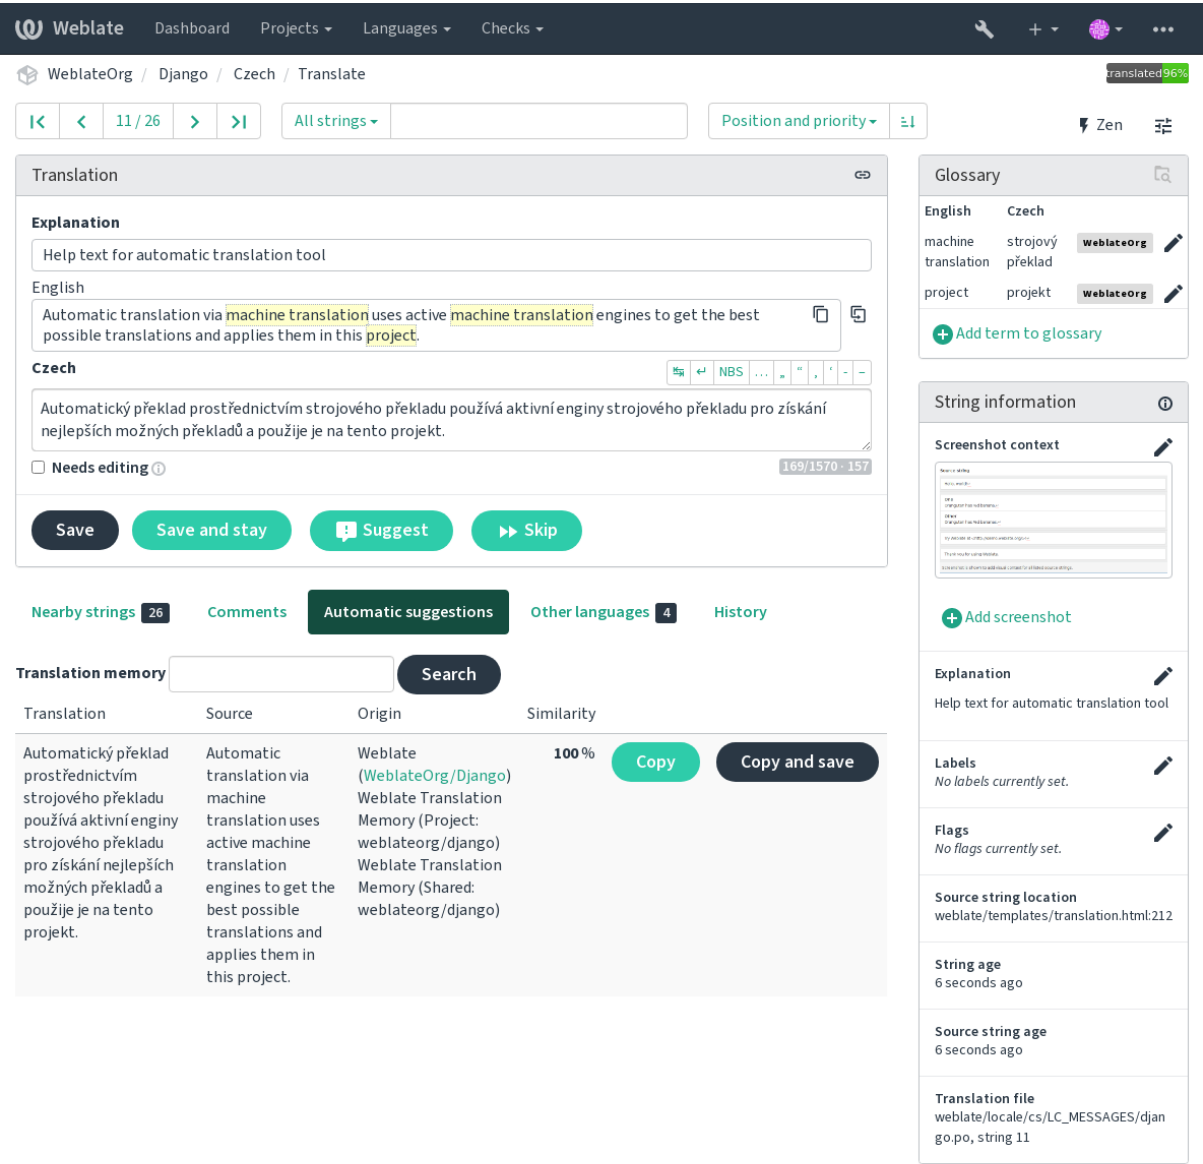 Weblate Dashboard Projects Languages Checks
WeblateOrg / Django / Czech / Translate
translated 96%
11 / 26
All strings
Position and priority
Zen
Translation
Explanation
Help text for automatic translation tool
English
Automatic translation via machine translation uses active machine translation engines to get the best
possible translations and applies them in this project.
Czech
NBS … „ “ ‚ ‘ - –
Automatický překlad prostřednictvím strojového překladu používá aktivní enginy strojového překladu pro získání
nejlepších možných překladů a použije je na tento projekt.
Needs editing
169/1570 · 157
Save
Save and stay
Suggest
Skip
Nearby strings 26
Comments
Automatic suggestions
Other languages 4
History
Translation memory
Search
Translation Source Origin Similarity
Automatický překlad
prostřednictvím
strojového překladu
používá aktivní enginy
strojového překladu
pro získání nejlepších
možných překladů a
použije je na tento
projekt.
Automatic
translation via
machine
translation uses
active machine
translation
engines to get the
best possible
translations and
applies them in
this project.
Weblate
(WeblateOrg/Django)
Weblate Translation
Memory (Project:
weblateorg/django)
Weblate Translation
Memory (Shared:
weblateorg/django)
100 %
Copy
Copy and save
Glossary
English Czech
machine
translation
strojový
překlad
WeblateOrg
project projekt WeblateOrg
Add term to glossary
String information
Screenshot context
Source string
Add screenshot
Explanation
Help text for automatic translation tool
Labels
No labels currently set.
Flags
No flags currently set.
Source string location
weblate/templates/translation.html:212
String age
6 seconds ago
Source string age
6 seconds ago
Translation file
weblate/locale/cs/LC_MESSAGES/djan
go.po, string 11